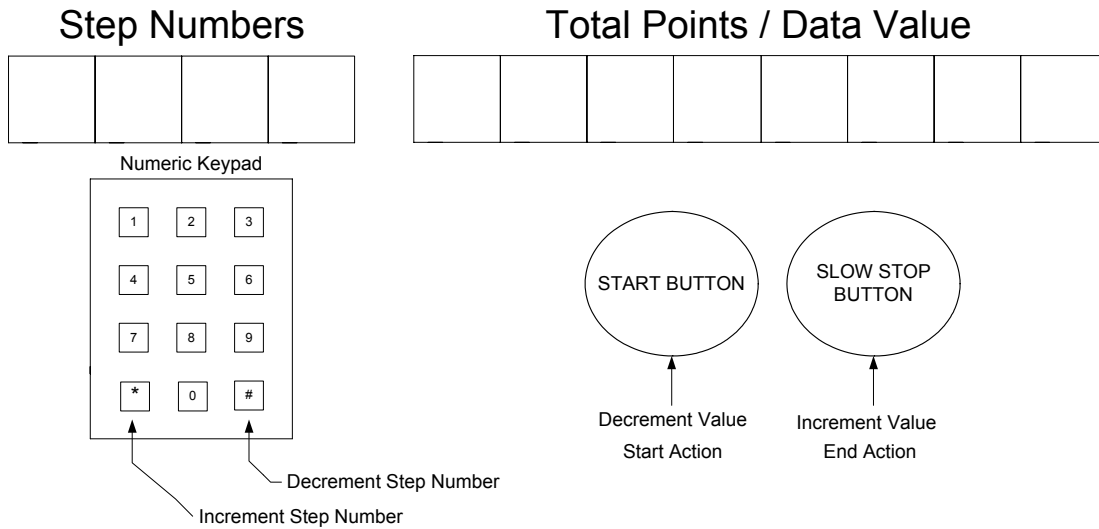 Step Numbers
Total Points / Data Value
Numeric Keypad
1 2 3
4 5 6
7 8 9
* 0 #
START BUTTON
SLOW STOP
BUTTON
Decrement Value
Start Action
Increment Value
End Action
Decrement Step Number
Increment Step Number